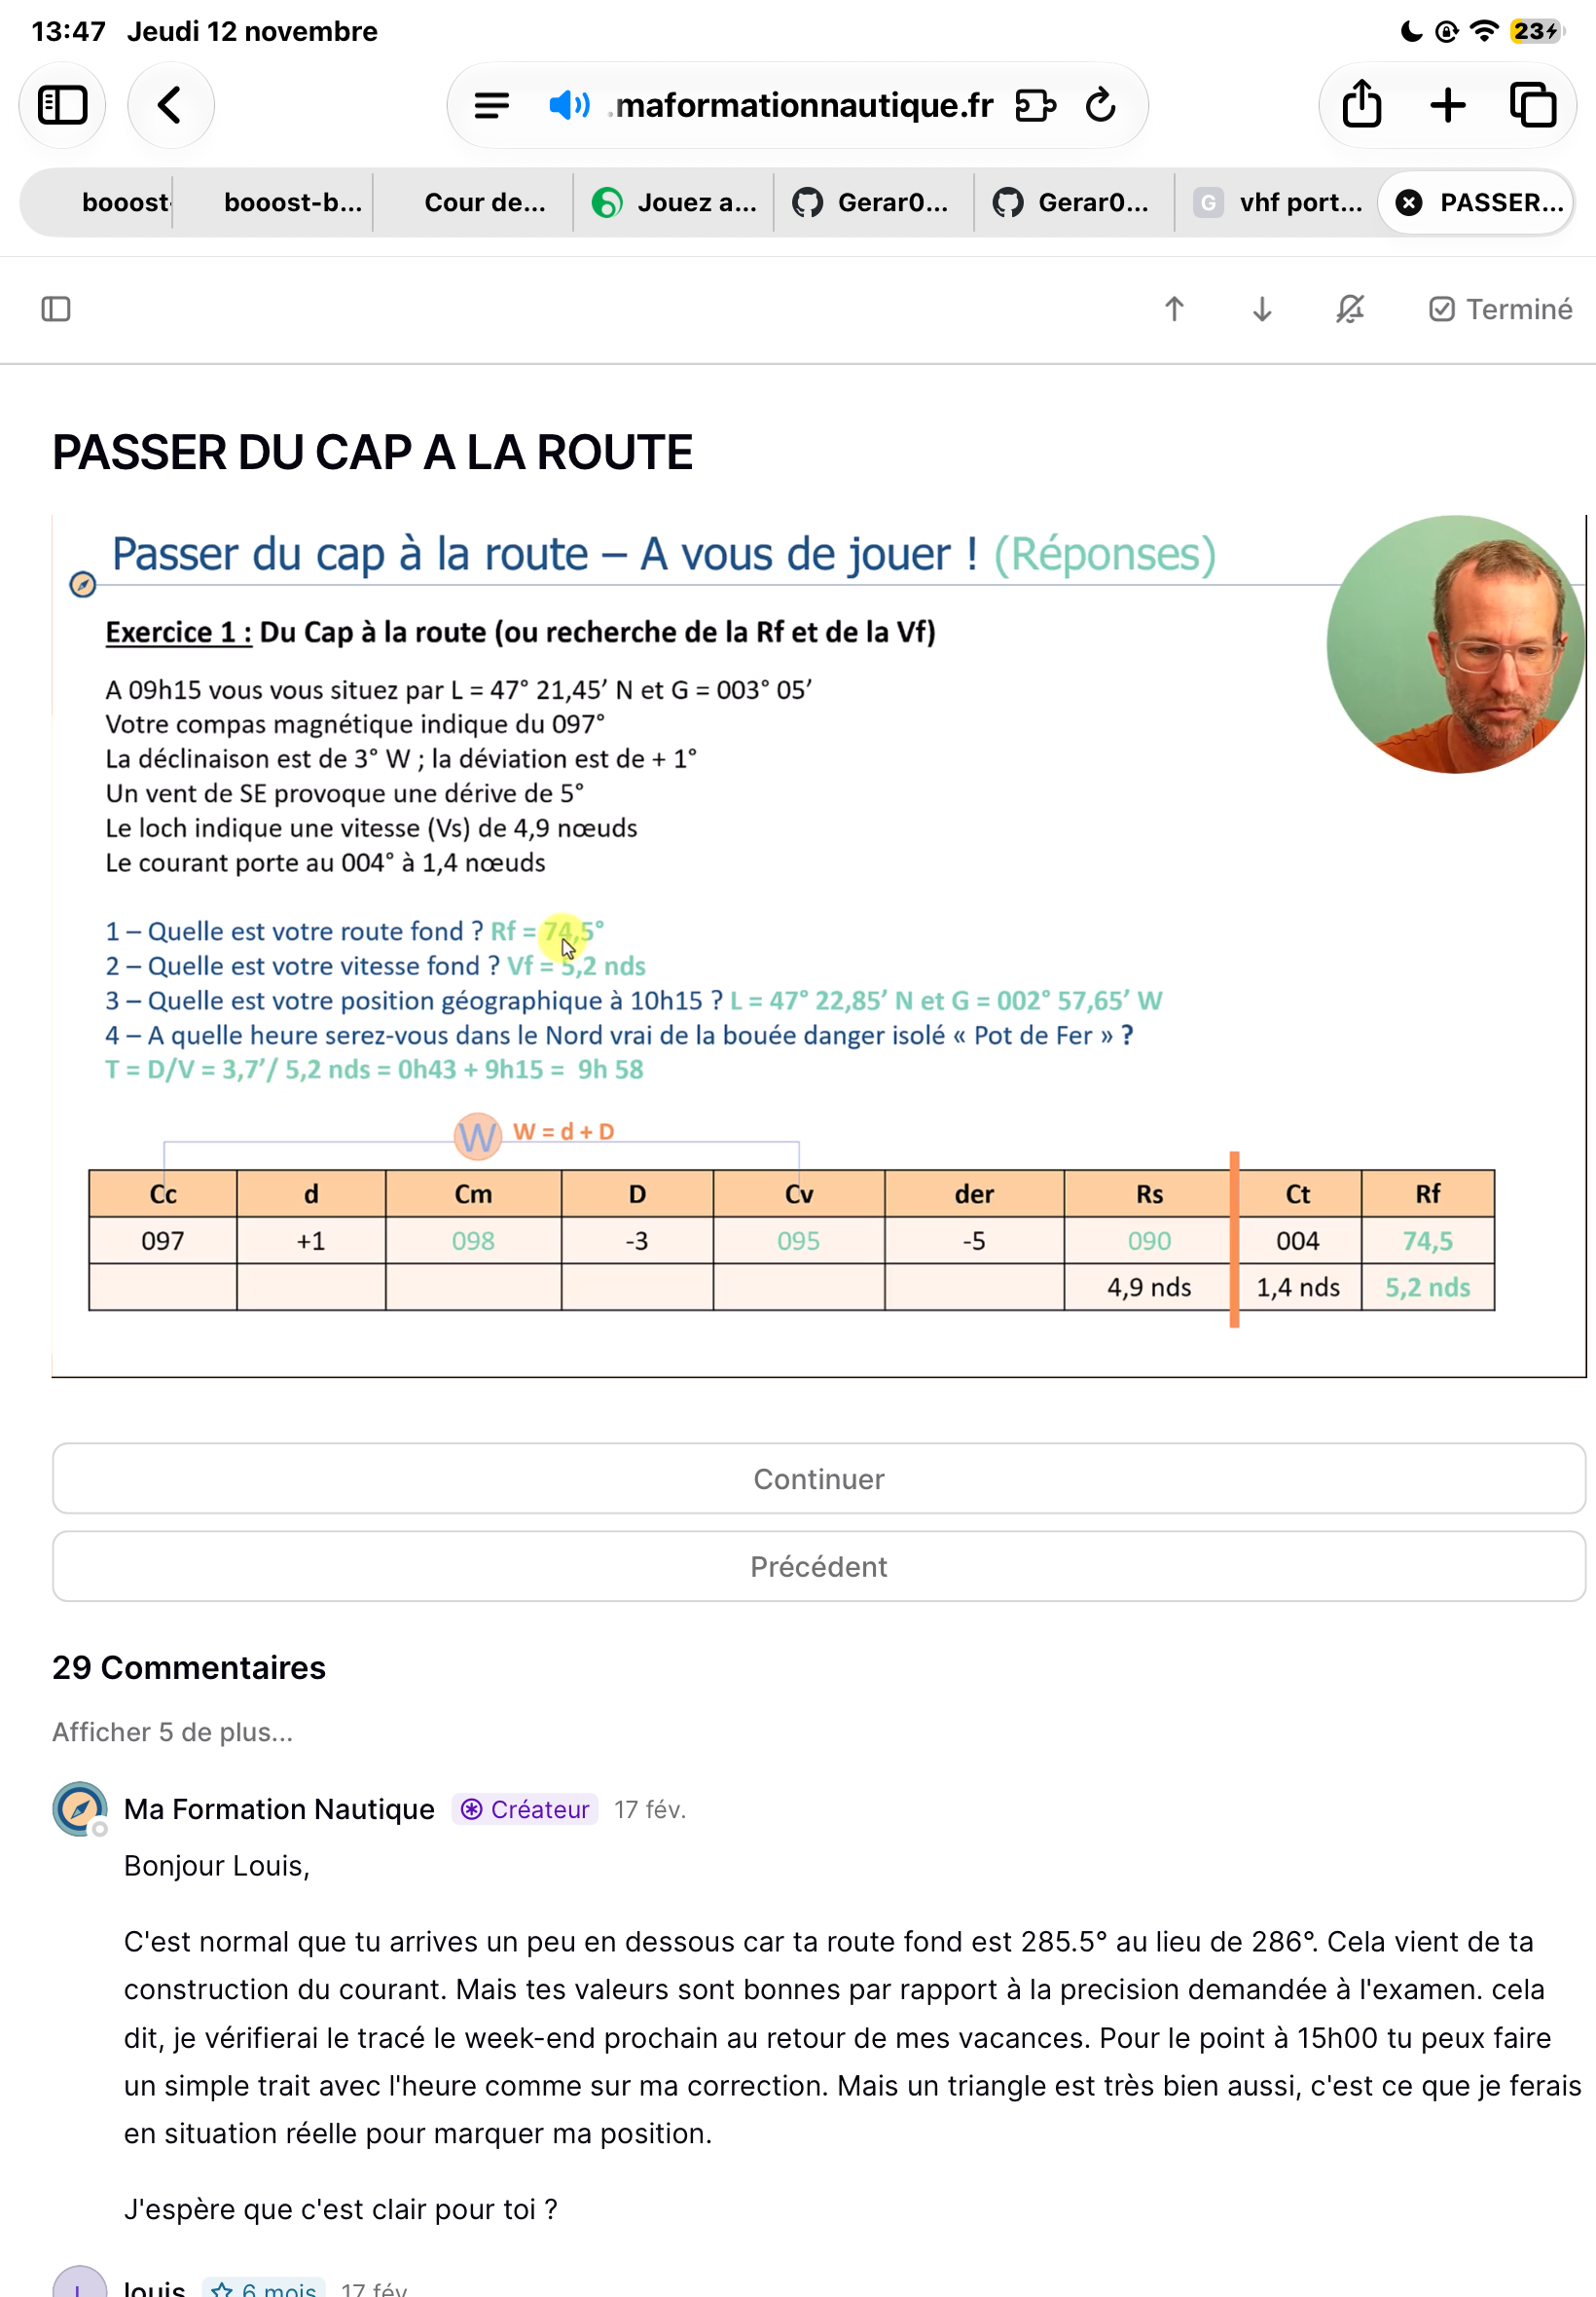 13:47 Jeudi 12 novembre
23
.maformationnautique.fr
booost-
booost-b...
Cour de...
Jouez a...
Gerar0...
Gerar0...
G vhf port...
PASSER...
Terminé
PASSER DU CAP A LA ROUTE
Passer du cap à la route – A vous de jouer ! (Réponses)
Exercice 1 : Du Cap à la route (ou recherche de la Rf et de la Vf)
A 09h15 vous vous situez par L = 47° 21,45’ N et G = 003° 05’
Votre compas magnétique indique du 097°
La déclinaison est de 3° W ; la déviation est de + 1°
Un vent de SE provoque une dérive de 5°
Le loch indique une vitesse (Vs) de 4,9 nœuds
Le courant porte au 004° à 1,4 nœuds
1 – Quelle est votre route fond ? Rf = 74,5°
2 – Quelle est votre vitesse fond ? Vf = 5,2 nds
3 – Quelle est votre position géographique à 10h15 ? L = 47° 22,85’ N et G = 002° 57,65’ W
4 – A quelle heure serez-vous dans le Nord vrai de la bouée danger isolé « Pot de Fer » ?
T = D/V = 3,7’/ 5,2 nds = 0h43 + 9h15 = 9h 58
W W = d + D
Cc d Cm D Cv der Rs Ct Rf
097 +1 098 -3 095 -5 090 004 74,5
4,9 nds 1,4 nds 5,2 nds
Continuer
Précédent
29 Commentaires
Afficher 5 de plus...
Ma Formation Nautique Créateur 17 fév.
Bonjour Louis,
C'est normal que tu arrives un peu en dessous car ta route fond est 285.5° au lieu de 286°. Cela vient de ta
construction du courant. Mais tes valeurs sont bonnes par rapport à la precision demandée à l'examen. cela
dit, je vérifierai le tracé le week-end prochain au retour de mes vacances. Pour le point à 15h00 tu peux faire
un simple trait avec l'heure comme sur ma correction. Mais un triangle est très bien aussi, c'est ce que je ferais
en situation réelle pour marquer ma position.
J'espère que c'est clair pour toi ?
louis 6 mois 17 fév